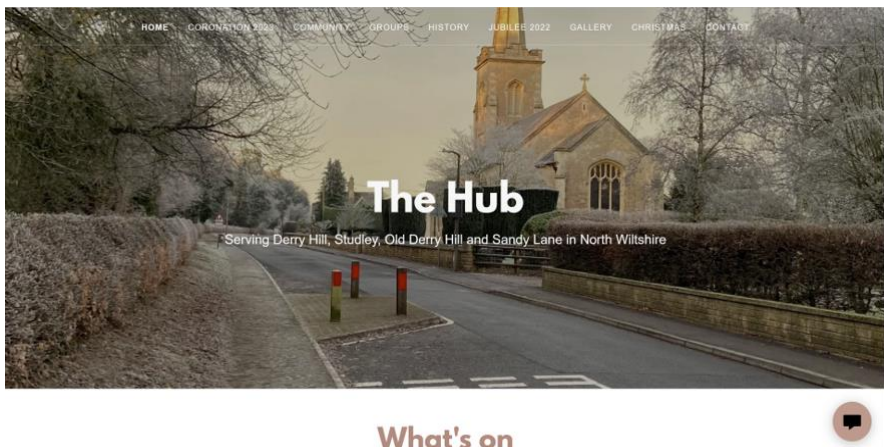 HOME CORONATION 2023 COMMUNITY GROUPS HISTORY JUBILEE 2022 GALLERY CHRISTMAS CONTACT
The Hub
Serving Derry Hill, Studley, Old Derry Hill and Sandy Lane in North Wiltshire
What's on